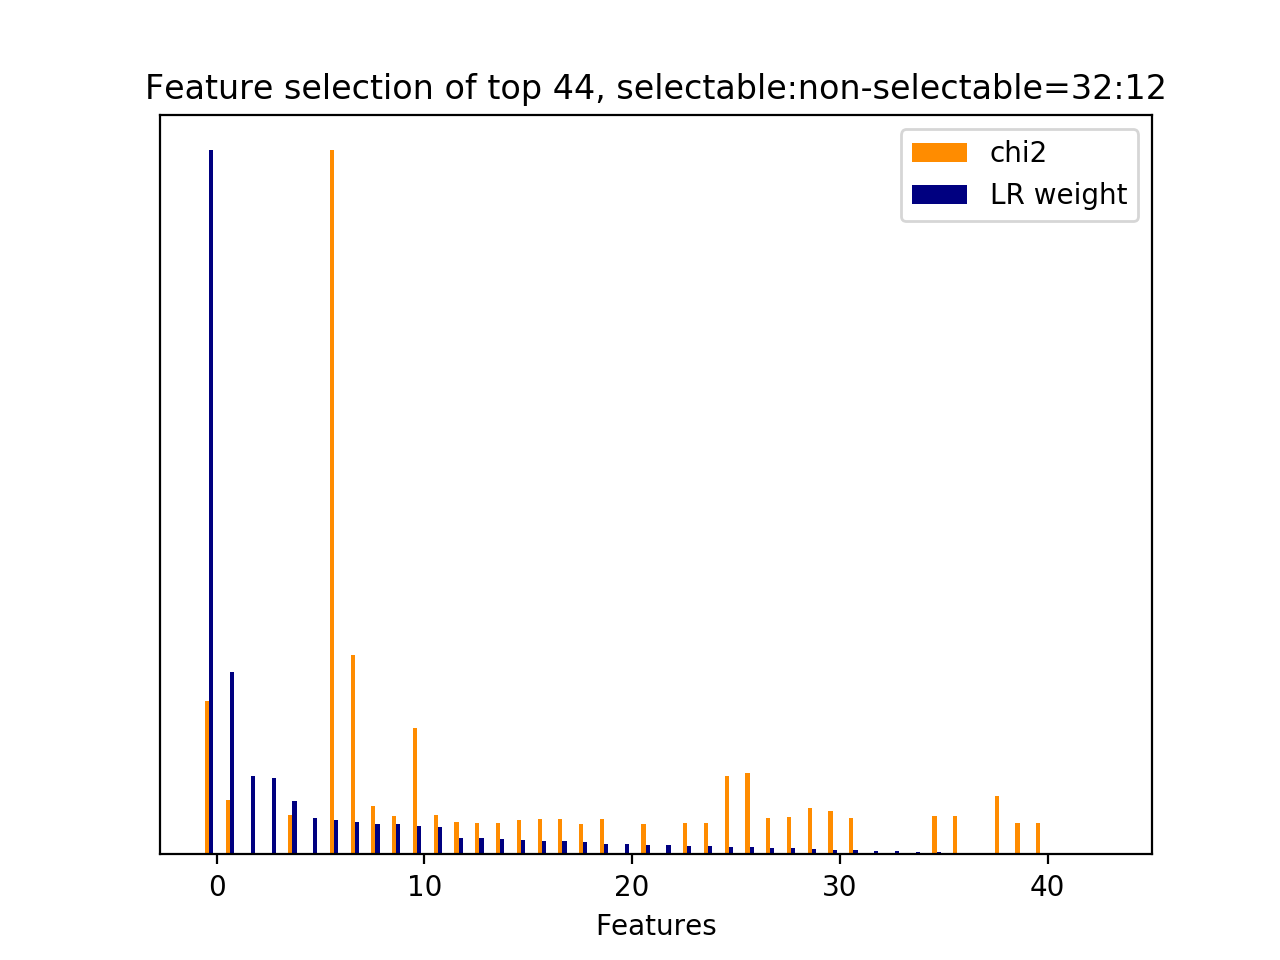 Feature selection of top 44, selectable:non-selectable=32:12
chi2
LR weight
0 10 20 30 40
Features